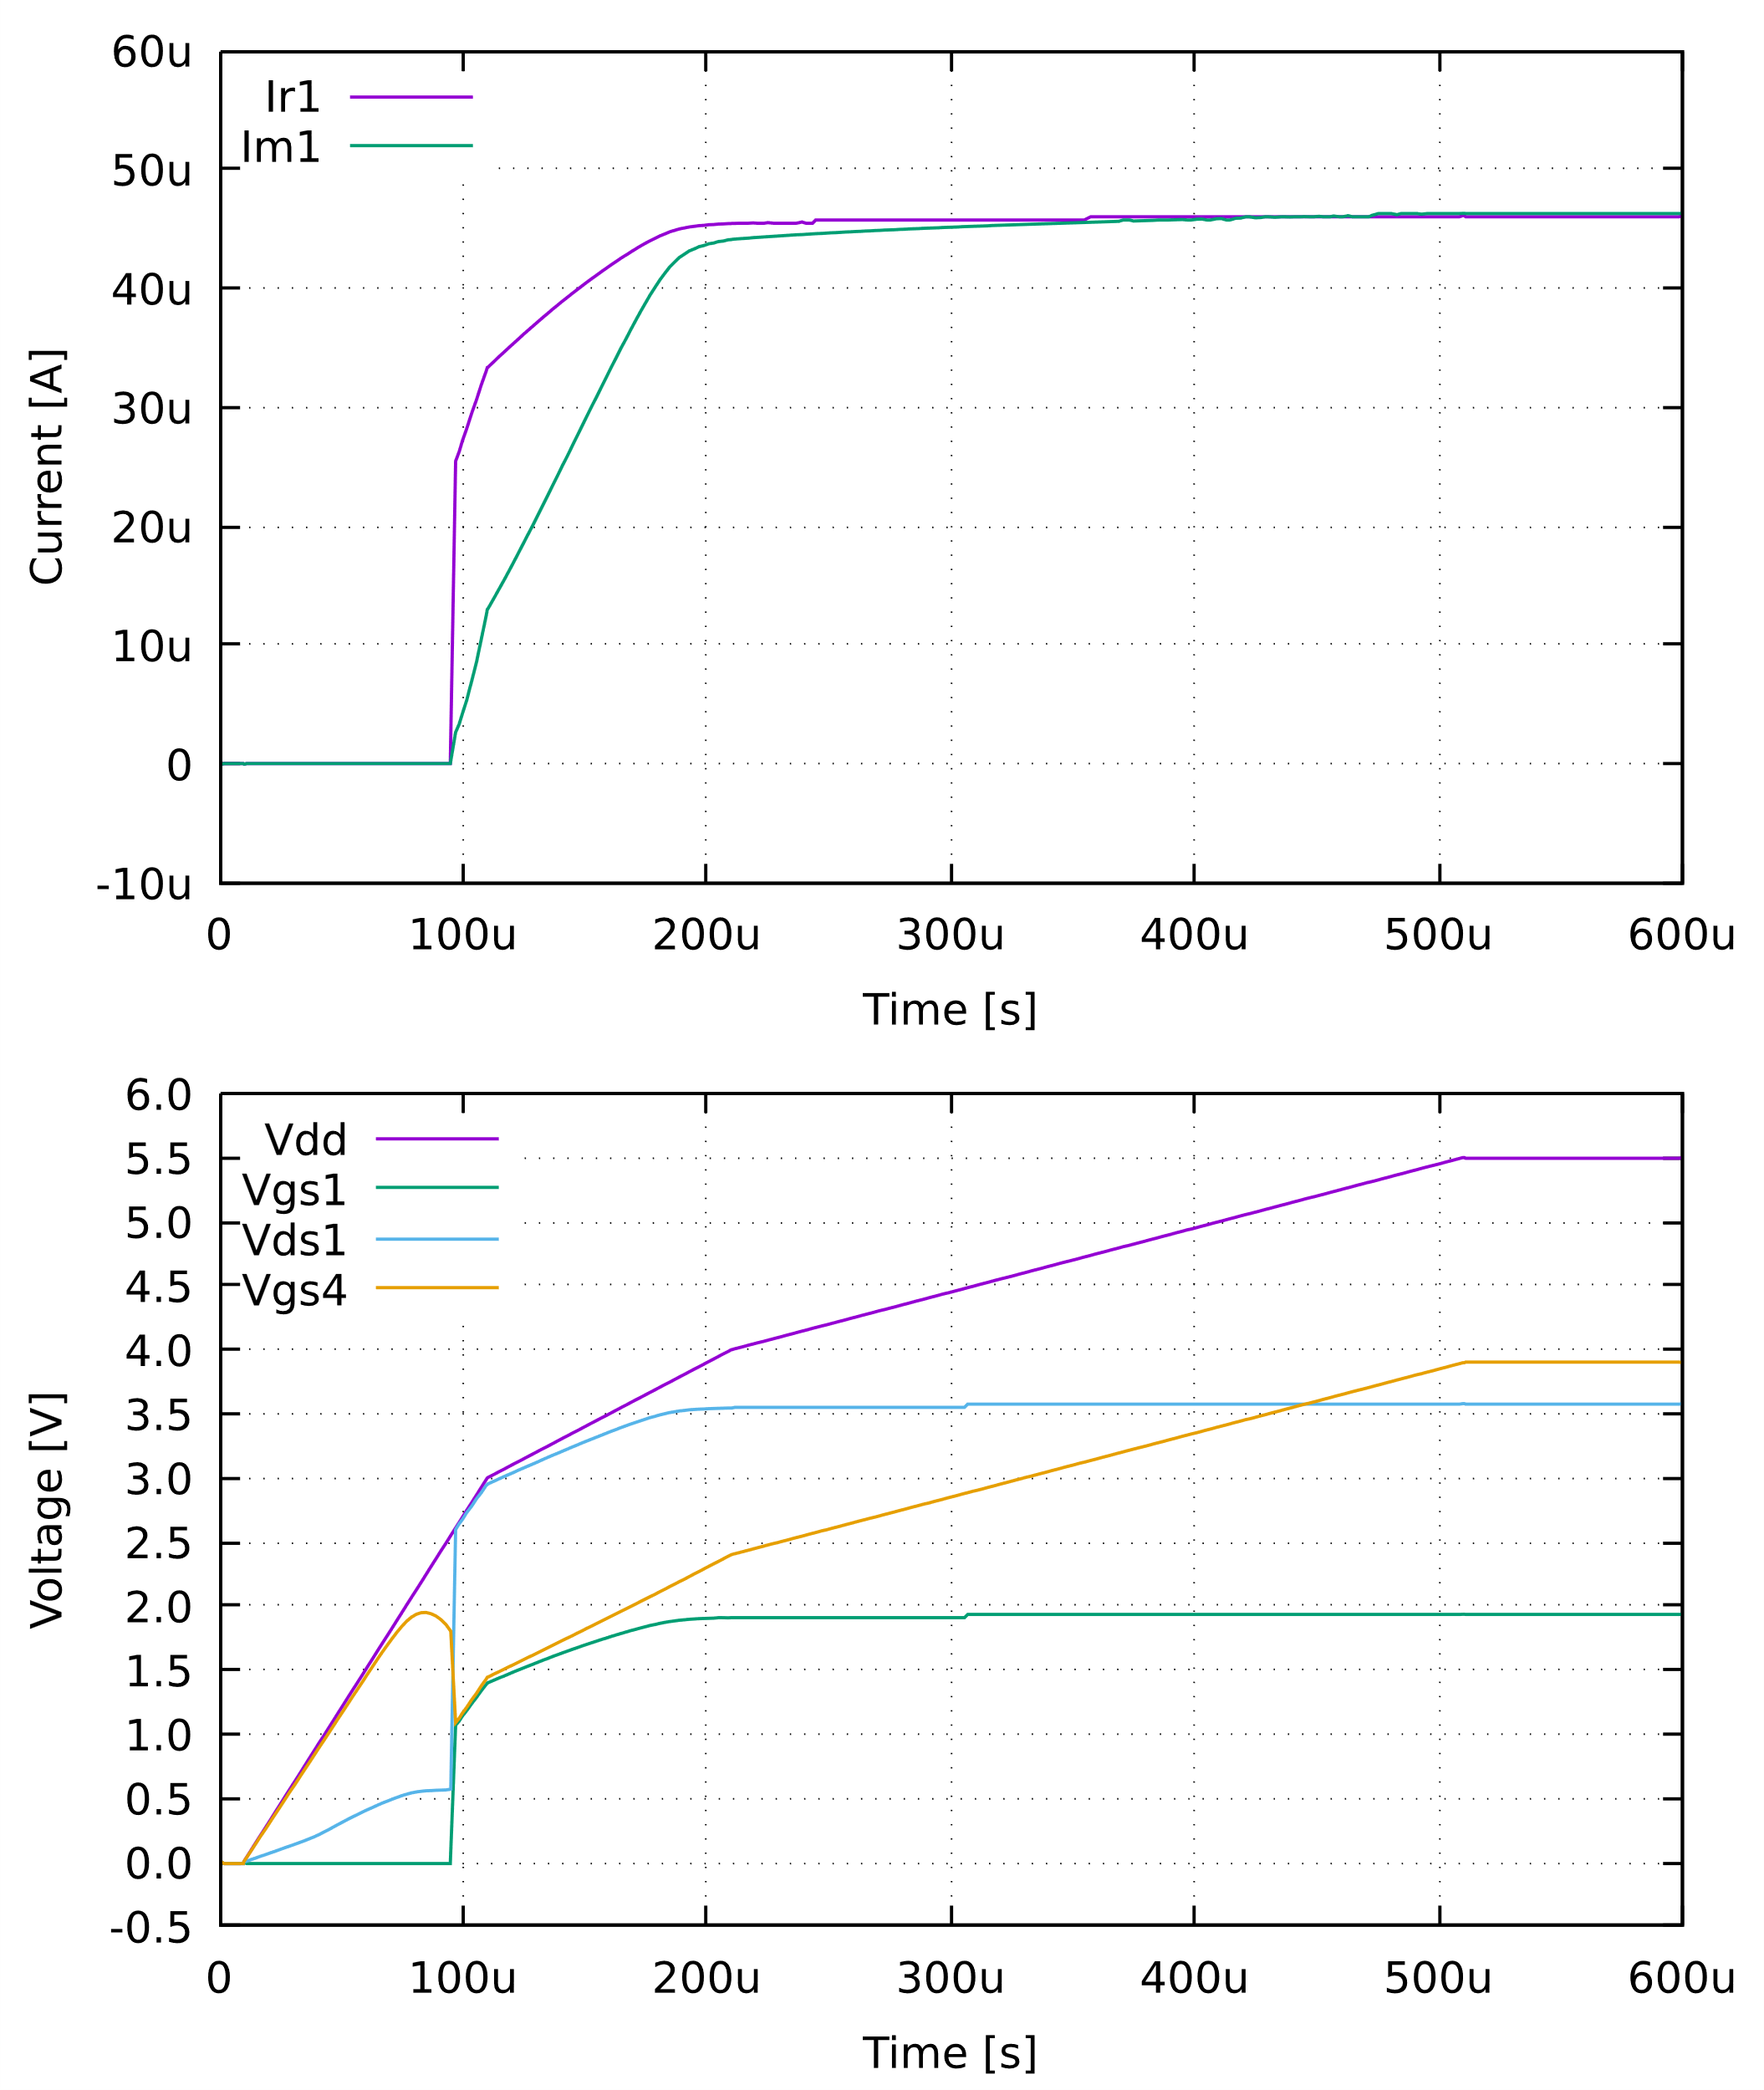 60u
Ir1
Im1
50u
40u
30u
20u
10u
0
-10u
Current [A]
0 100u 200u 300u 400u 500u 600u
Time [s]
6.0
Vdd
5.5
Vgs1
5.0
Vds1
4.5
Vgs4
4.0
3.5
3.0
2.5
2.0
1.5
1.0
0.5
0.0
-0.5
Voltage [V]
0 100u 200u 300u 400u 500u 600u
Time [s]